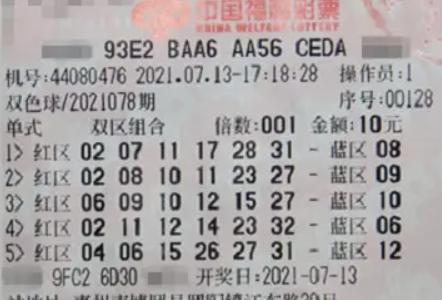 中国福利彩票
CHINA WELFARE LOTTERY
93E2 BAA6 AA56 CEDA
机号:44080476 2021.07.13-17:18:28 操作员:1
双色球/2021078期 序号:00128
单式 双区组合 倍数:001 金额:10元
1> 红区 02 07 11 17 28 31 - 蓝区 08
2> 红区 02 08 10 11 23 27 - 蓝区 09
3> 红区 06 09 10 12 15 27 - 蓝区 10
4> 红区 02 11 12 14 23 32 - 蓝区 06
5> 红区 04 06 15 26 27 31 - 蓝区 12
9FC2 6D30 开奖日:2021-07-13